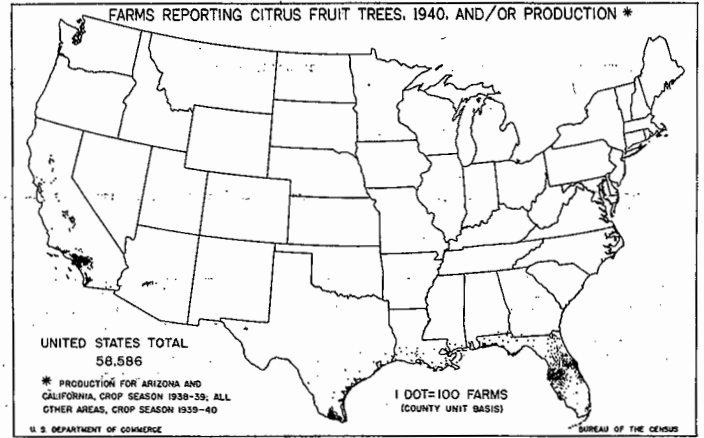 FARMS REPORTING CITRUS FRUIT TREES, 1940, AND/OR PRODUCTION *
UNITED STATES TOTAL
58,586
* PRODUCTION FOR ARIZONA AND
CALIFORNIA, CROP SEASON 1938-39; ALL
OTHER AREAS, CROP SEASON 1939-40
1 DOT=100 FARMS
(COUNTY UNIT BASIS)
U. S. DEPARTMENT OF COMMERCE
BUREAU OF THE CENSUS